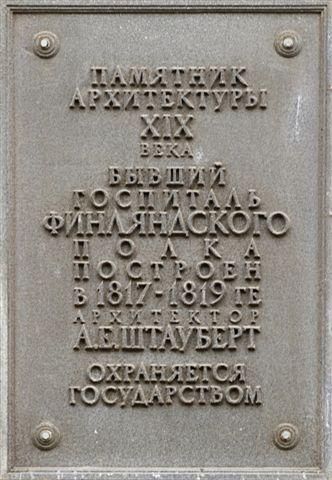 ПАМЯТНИК
АРХИТЕКТУРЫ
XIX
ВЕКА
БЫВШИЙ
ГОСПИТАЛЬ
ФИНЛЯНДСКОГО
ПОЛКА
ПОСТРОЕН
В 1817-1819 ГГ
АРХИТЕКТОР
А.Е.ШТАУБЕРТ
ОХРАНЯЕТСЯ
ГОСУДАРСТВОМ